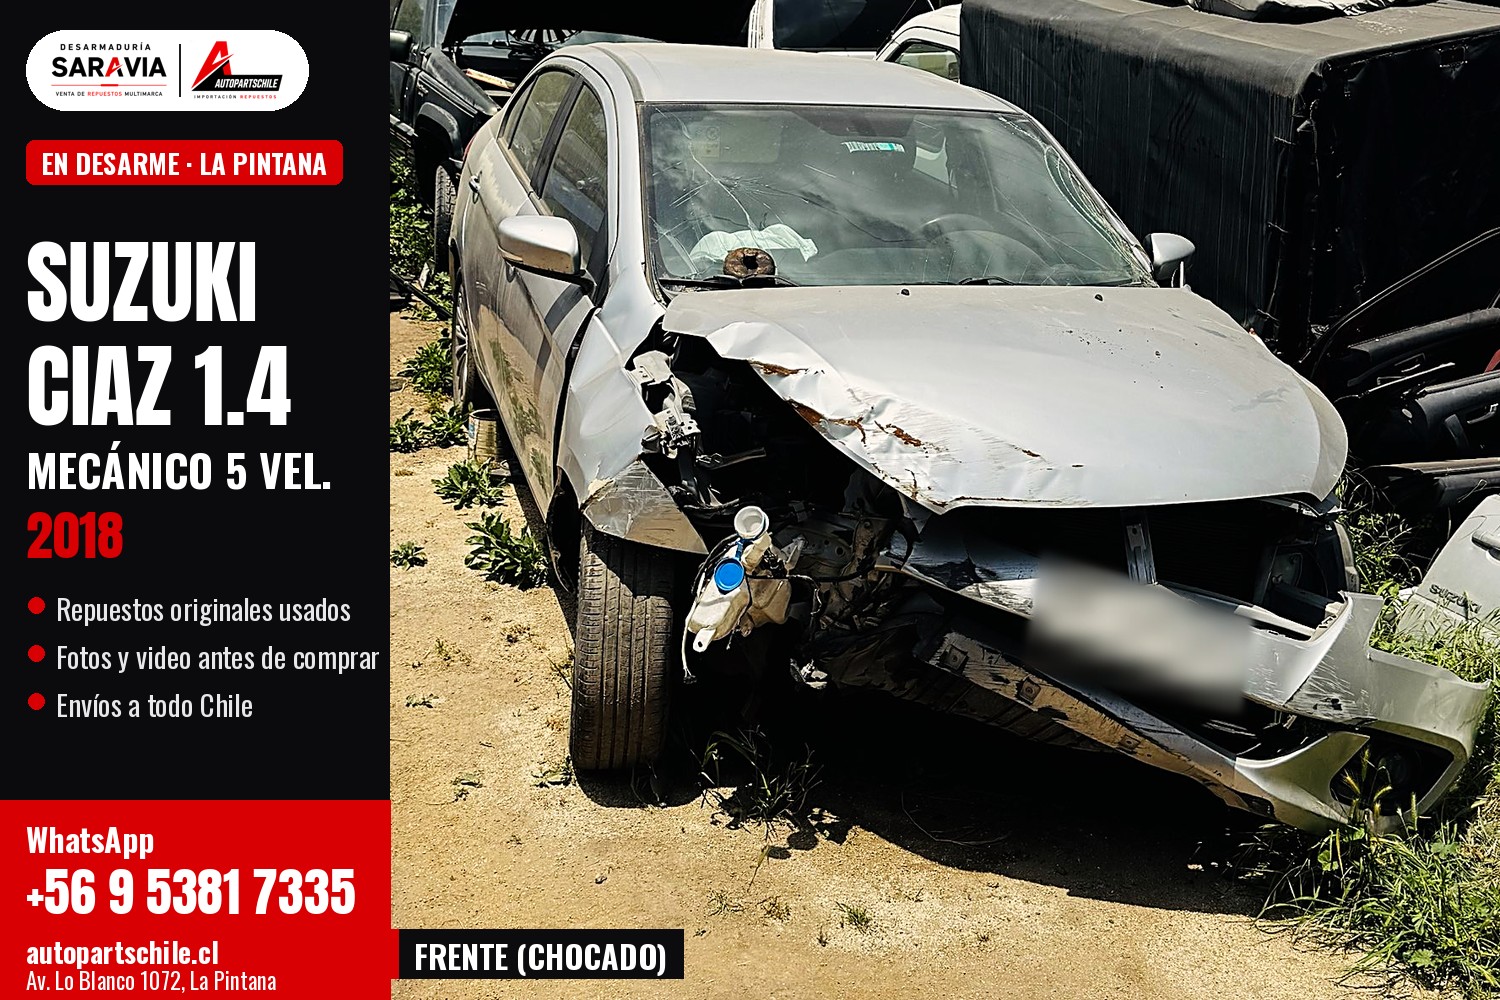 DESARMADURÍA
SARAVIA
VENTA DE REPUESTOS MULTIMARCA
AUTOPARTSCHILE
IMPORTACIÓN REPUESTOS
EN DESARME · LA PINTANA
SUZUKI
CIAZ 1.4
MECÁNICO 5 VEL.
2018
Repuestos originales usados
Fotos y video antes de comprar
Envíos a todo Chile
WhatsApp
+56 9 5381 7335
autopartschile.cl
Av. Lo Blanco 1072, La Pintana
FRENTE (CHOCADO)